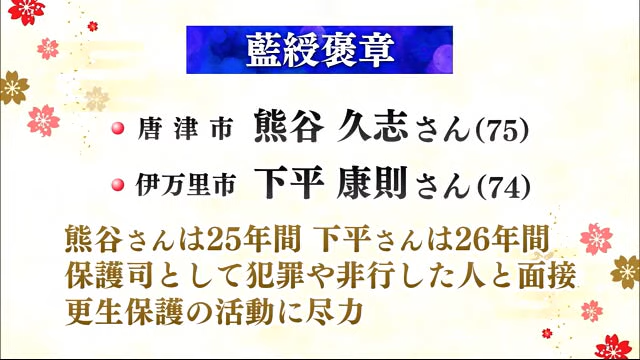 藍綬褒章
唐津市 熊谷 久志さん(75)
伊万里市 下平 康則さん(74)
熊谷さんは25年間 下平さんは26年間
保護司として犯罪や非行した人と面接
更生保護の活動に尽力